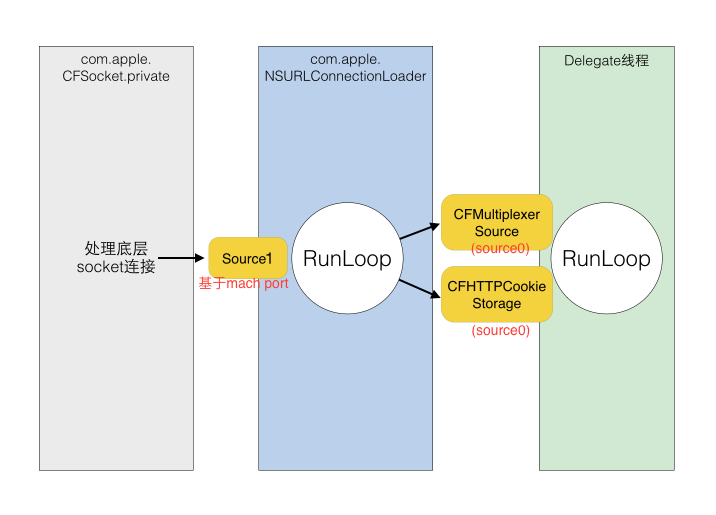 com.apple.
CFSocket.private
com.apple.
NSURLConnectionLoader
Delegate线程
处理底层
socket连接
Source1
基于mach port
RunLoop
CFMultiplexer
Source
(source0)
CFHTTPCookie
Storage
(source0)
RunLoop